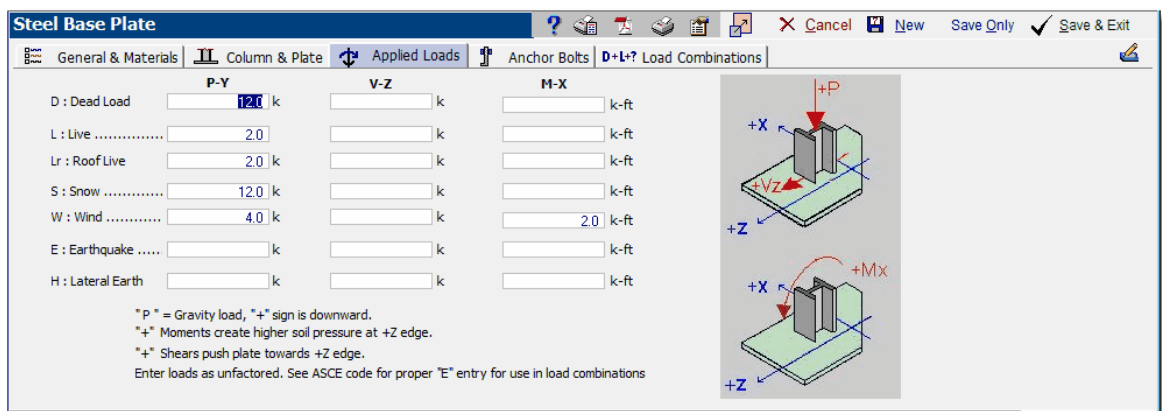 Steel Base Plate ? Cancel New Save Only Save & Exit
General & Materials Column & Plate Applied Loads Anchor Bolts D+L+? Load Combinations
P-Y V-Z M-X
D : Dead Load 12.0 k k k-ft
L : Live ............... 2.0 k k-ft
Lr : Roof Live 2.0 k k k-ft
S : Snow ............. 12.0 k k k-ft
W : Wind ............ 4.0 k k 2.0 k-ft
E : Earthquake ...... k k k-ft
H : Lateral Earth k k k-ft
" P " = Gravity load, "+" sign is downward.
"+" Moments create higher soil pressure at +Z edge.
"+" Shears push plate towards +Z edge.
Enter loads as unfactored. See ASCE code for proper "E" entry for use in load combinations
+P
+X
+Vz
+Z
+Mx
+X
+Z